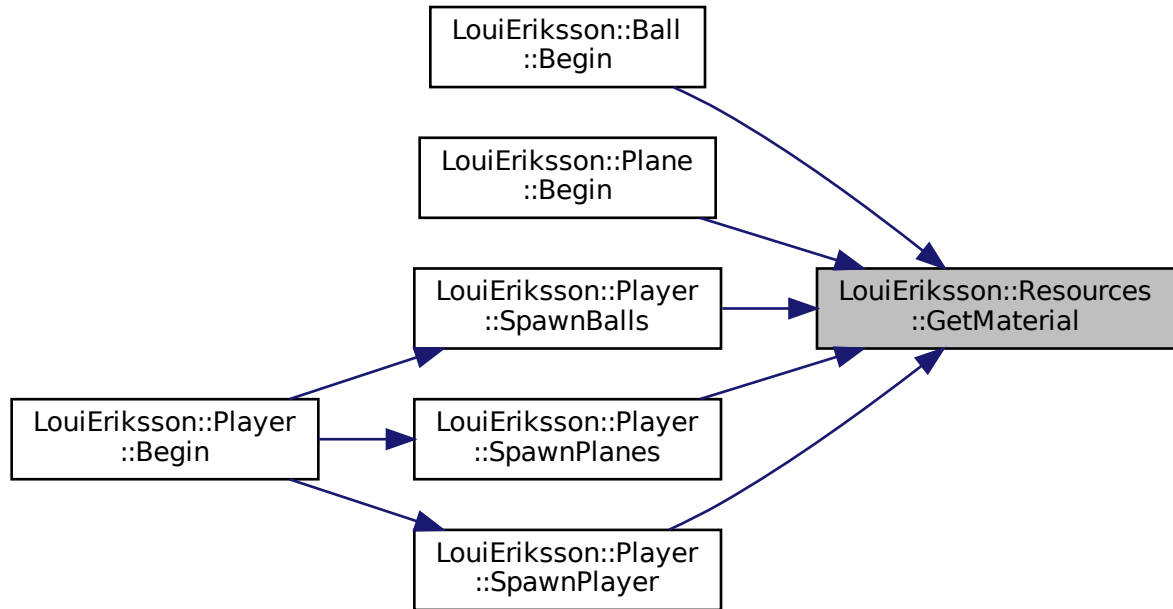 LouiEriksson::Ball
::Begin
LouiEriksson::Plane
::Begin
LouiEriksson::Player
::SpawnBalls
LouiEriksson::Resources
::GetMaterial
LouiEriksson::Player
::Begin
LouiEriksson::Player
::SpawnPlanes
LouiEriksson::Player
::SpawnPlayer